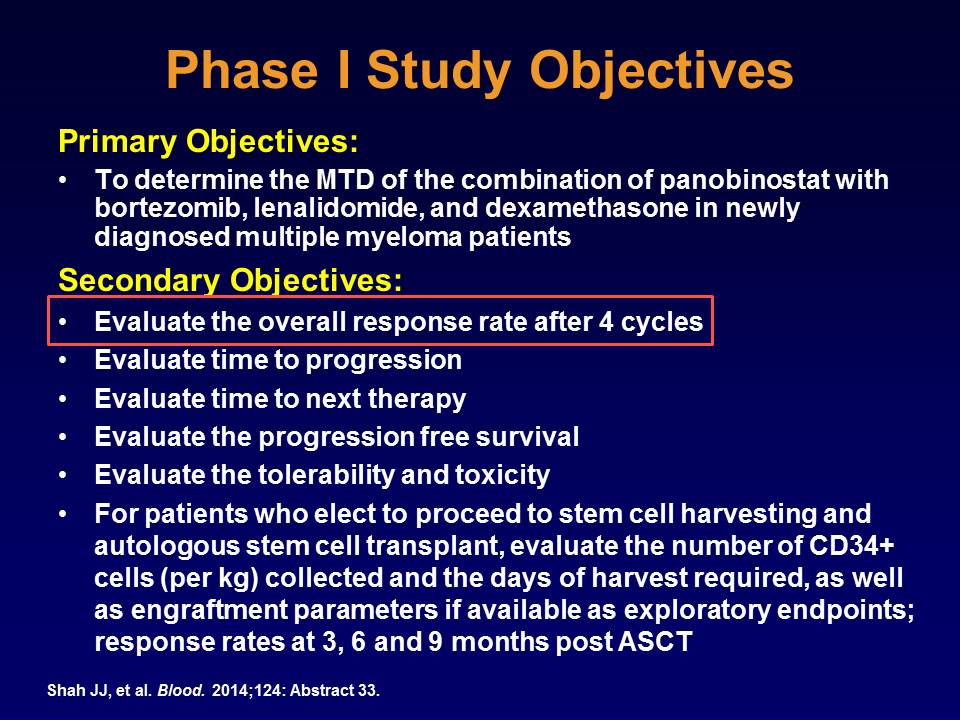 Phase I Study Objectives
Primary Objectives:
• To determine the MTD of the combination of panobinostat with
bortezomib, lenalidomide, and dexamethasone in newly
diagnosed multiple myeloma patients
Secondary Objectives:
• Evaluate the overall response rate after 4 cycles
• Evaluate time to progression
• Evaluate time to next therapy
• Evaluate the progression free survival
• Evaluate the tolerability and toxicity
• For patients who elect to proceed to stem cell harvesting and
autologous stem cell transplant, evaluate the number of CD34+
cells (per kg) collected and the days of harvest required, as well
as engraftment parameters if available as exploratory endpoints;
response rates at 3, 6 and 9 months post ASCT
Shah JJ, et al. Blood. 2014;124: Abstract 33.